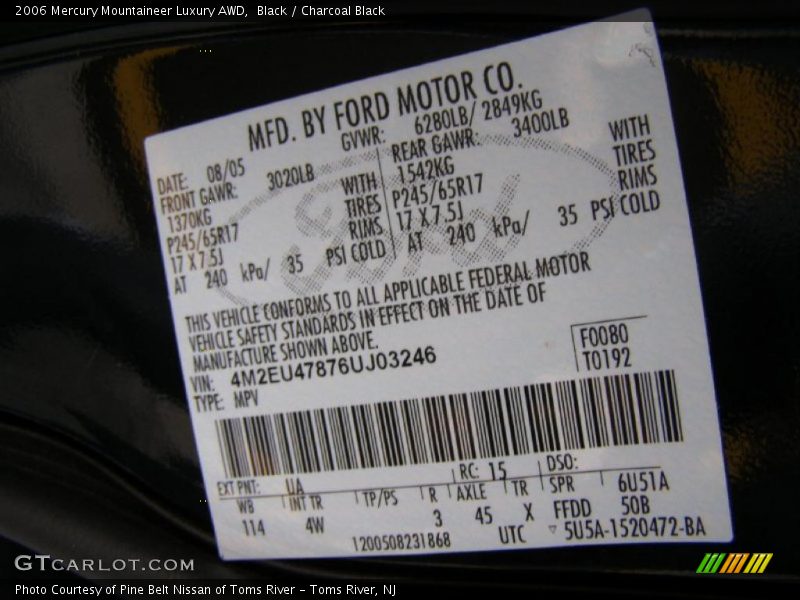 2006 Mercury Mountaineer Luxury AWD,  Black / Charcoal Black
MFD. BY FORD MOTOR CO.
DATE: 08/05 GVWR: 6280LB/ 2849KG
FRONT GAWR: 3020LB REAR GAWR: 3400LB
1370KG WITH 1542KG WITH
P245/65R17 TIRES P245/65R17 TIRES
17 X 7.5J RIMS 17 X 7.5J RIMS
AT 240 kPa/ 35 PSI COLD AT 240 kPa/ 35 PSI COLD
THIS VEHICLE CONFORMS TO ALL APPLICABLE FEDERAL MOTOR
VEHICLE SAFETY STANDARDS IN EFFECT ON THE DATE OF
MANUFACTURE SHOWN ABOVE.
VIN: 4M2EU47876UJ03246
TYPE: MPV
F0080
T0192
EXT PNT: UA RC: 15 DSO:
WB INT TR TP/PS R AXLE TR SPR 6U51A
114 4W 3 45 X FFDD 50B
1200508231868 UTC ▽ 5U5A-1520472-BA
Ford
GTCARLOT.COM
Photo Courtesy of Pine Belt Nissan of Toms River – Toms River, NJ